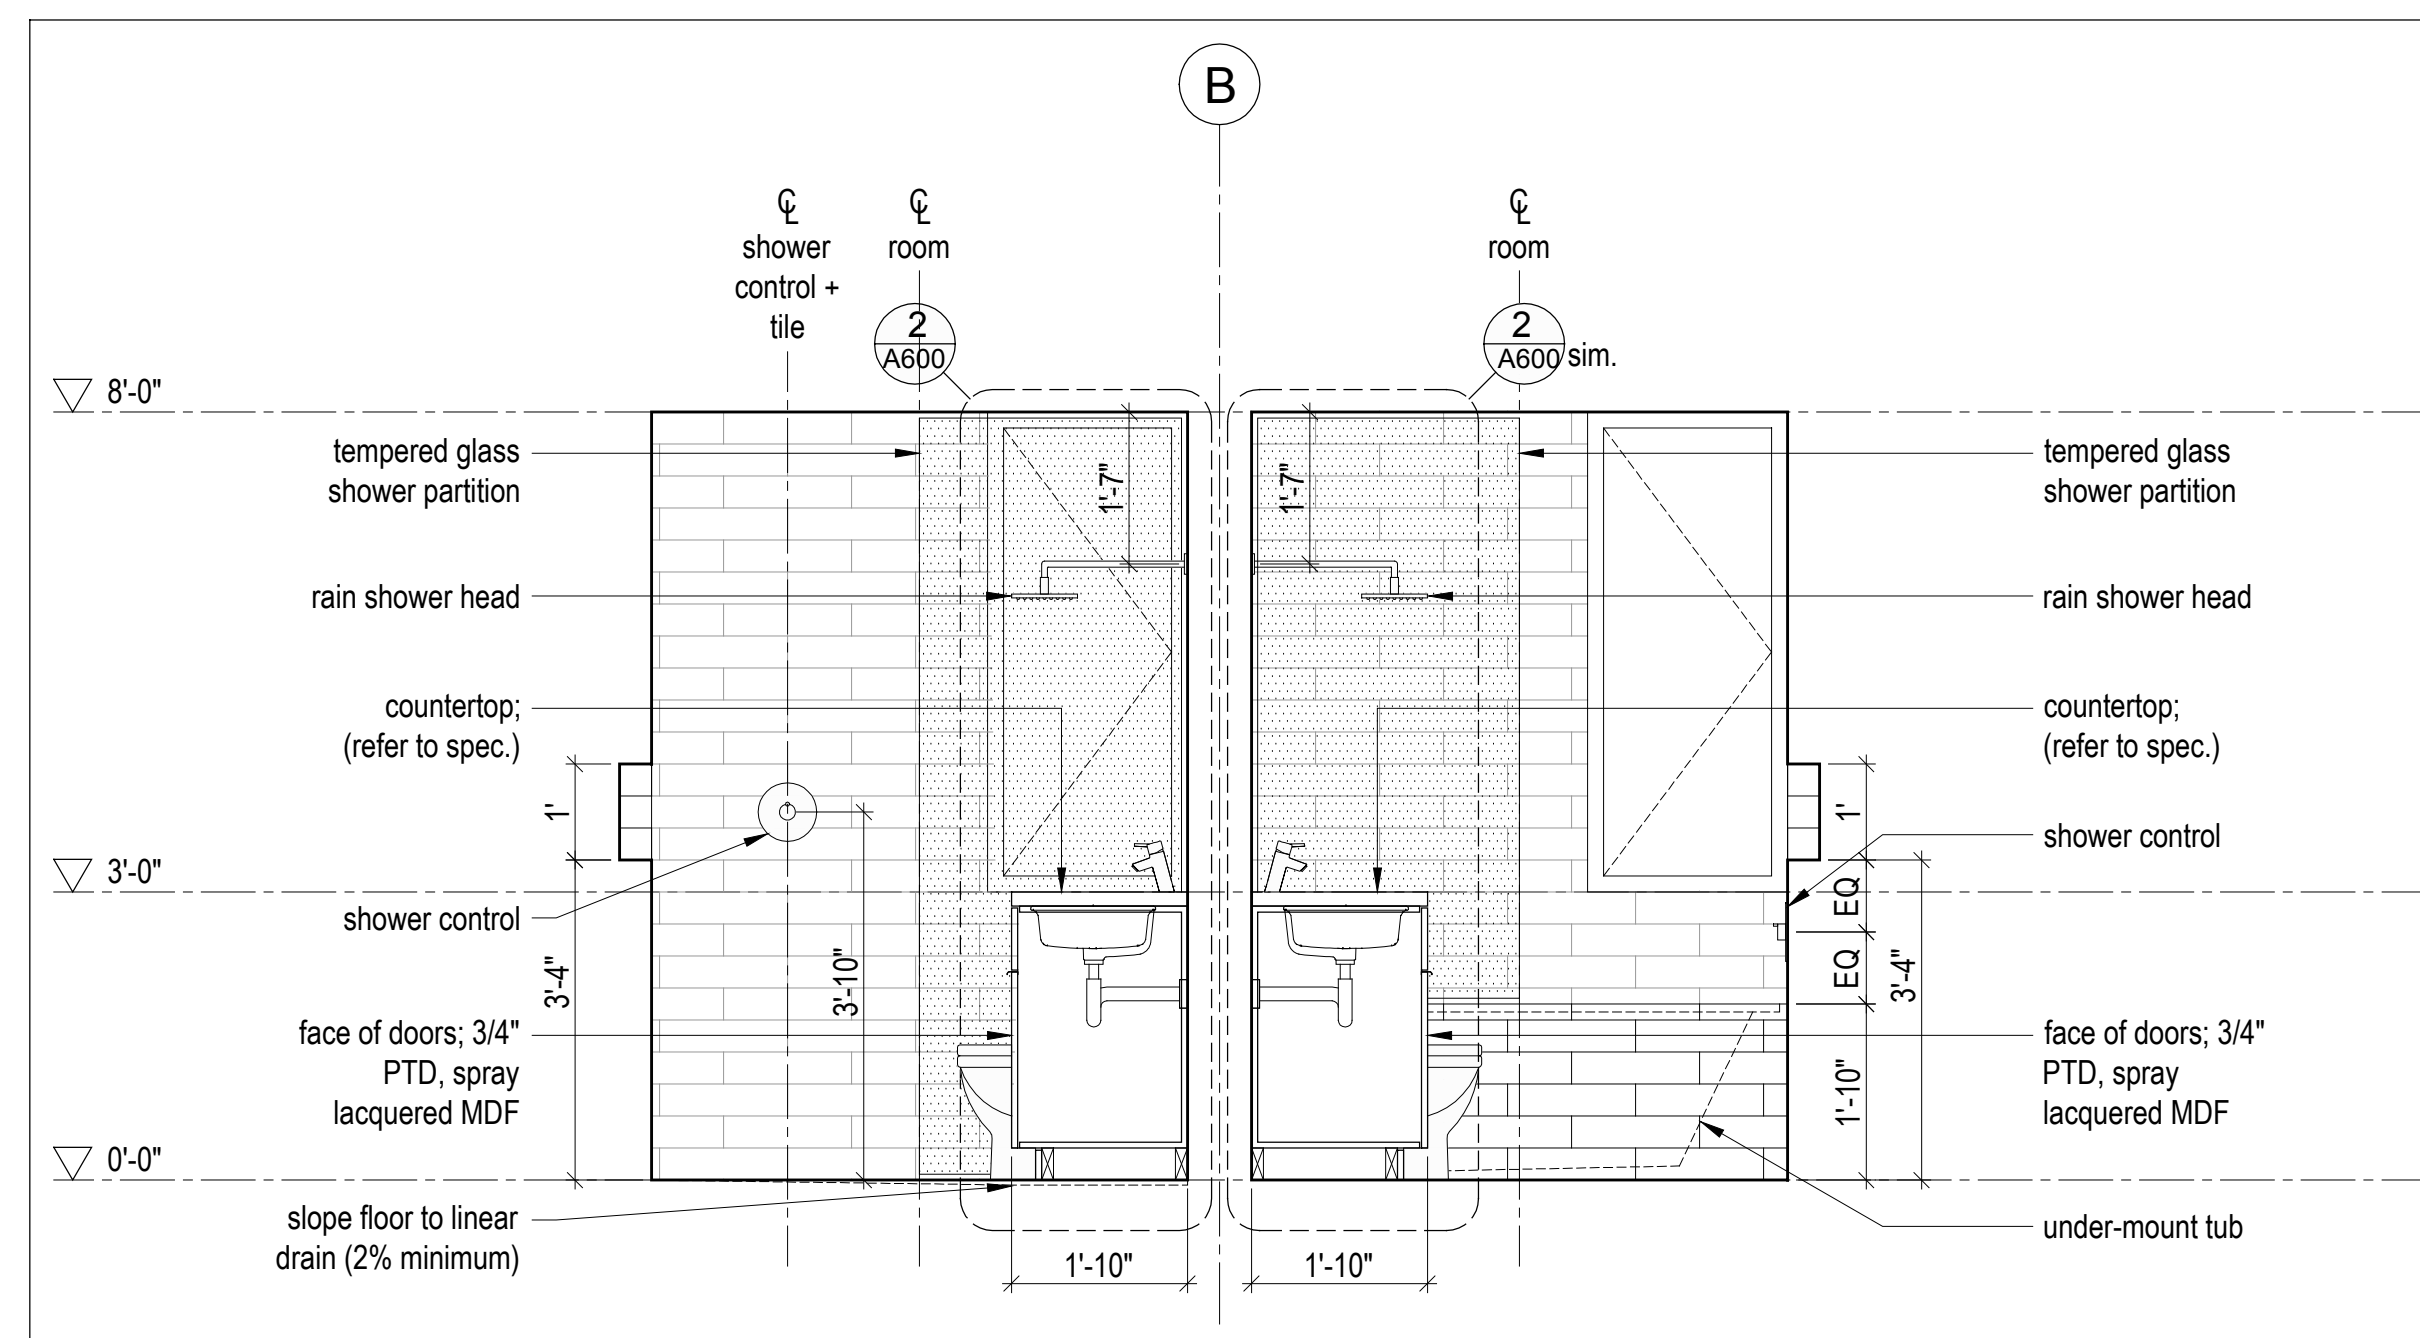 B
℄
shower
control +
tile
℄
room
℄
room
2
A600
2
A600 sim.
8'-0"
tempered glass
shower partition
rain shower head
countertop;
(refer to spec.)
3'-0"
shower control
face of doors; 3/4"
PTD, spray
lacquered MDF
0'-0"
slope floor to linear
drain (2% minimum)
1'
3'-4"
3'-10"
1'-7"
1'-7"
1'-10"
1'-10"
1'
EQ
EQ
3'-4"
1'-10"
tempered glass
shower partition
rain shower head
countertop;
(refer to spec.)
shower control
face of doors; 3/4"
PTD, spray
lacquered MDF
under-mount tub